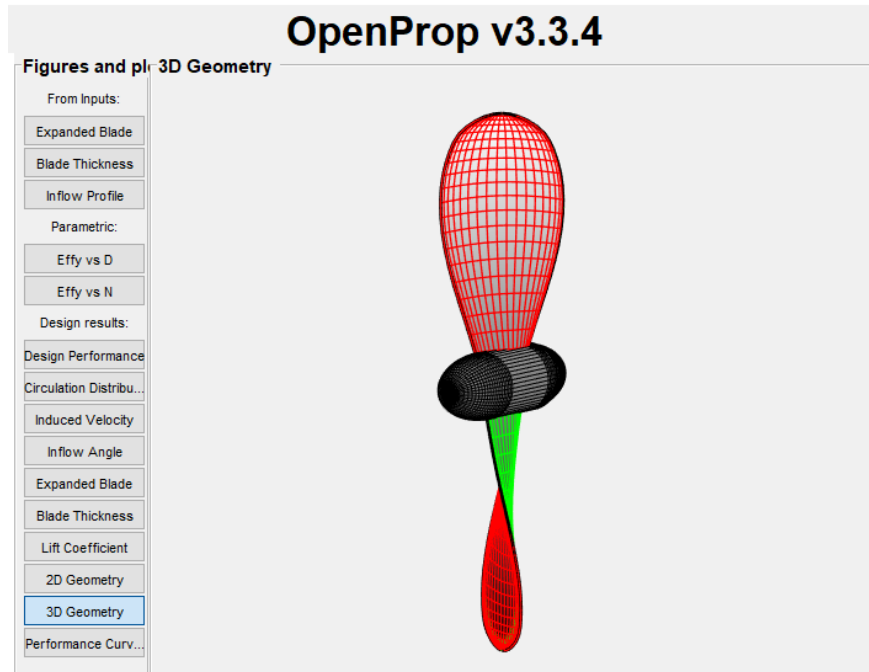 OpenProp v3.3.4
Figures and pl
3D Geometry
From Inputs:
Expanded Blade
Blade Thickness
Inflow Profile
Parametric:
Effy vs D
Effy vs N
Design results:
Design Performance
Circulation Distribu...
Induced Velocity
Inflow Angle
Expanded Blade
Blade Thickness
Lift Coefficient
2D Geometry
3D Geometry
Performance Curv...